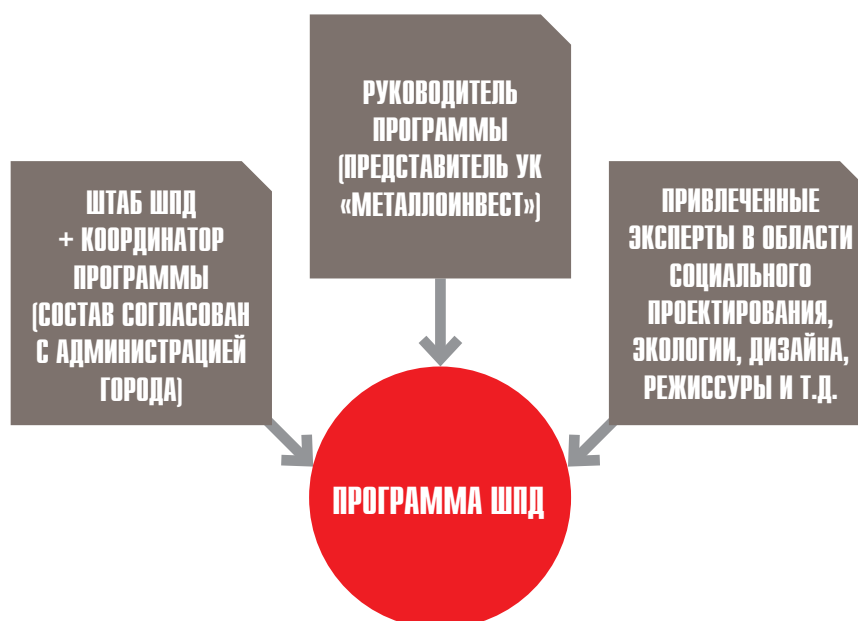 РУКОВОДИТЕЛЬ
ПРОГРАММЫ
(ПРЕДСТАВИТЕЛЬ УК
«МЕТАЛЛОИНВЕСТ»)
ШТАБ ШПД
+ КООРДИНАТОР
ПРОГРАММЫ
(СОСТАВ СОГЛАСОВАН
С АДМИНИСТРАЦИЕЙ
ГОРОДА)
ПРИВЛЕЧЕННЫЕ
ЭКСПЕРТЫ В ОБЛАСТИ
СОЦИАЛЬНОГО
ПРОЕКТИРОВАНИЯ,
ЭКОЛОГИИ, ДИЗАЙНА,
РЕЖИССУРЫ И Т.Д.
ПРОГРАММА ШПД